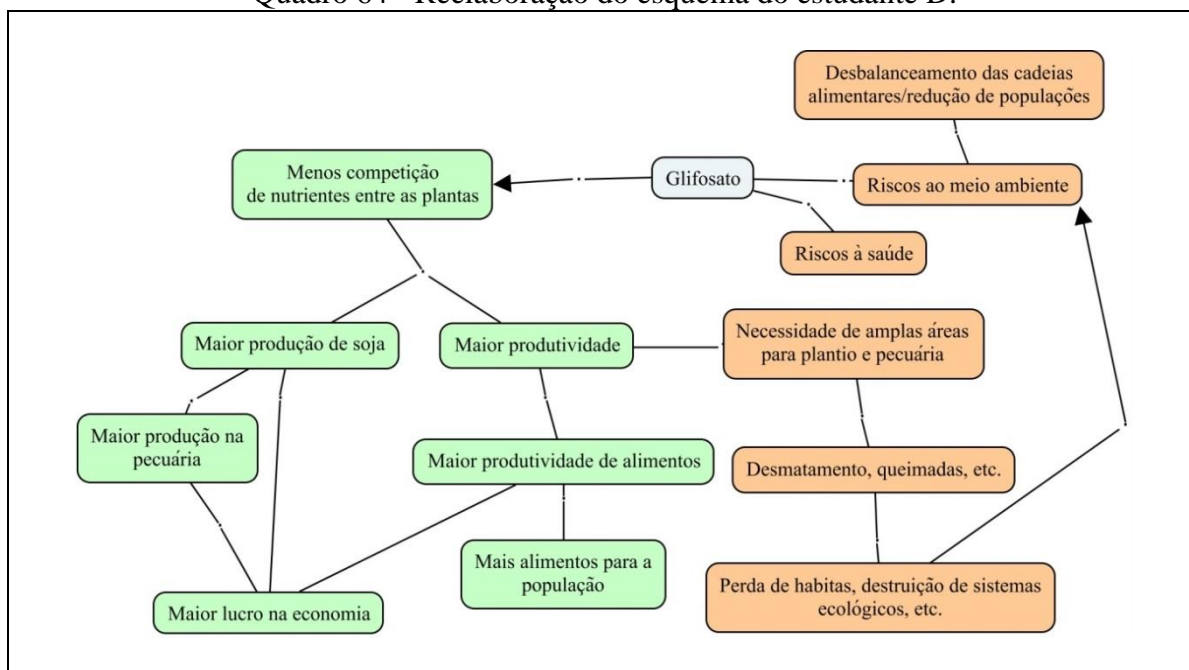 Quadro 64 - Reelaboração do esquema do estudante D.
Desbalanceamento das cadeias
alimentares/redução de populações
Menos competição
de nutrientes entre as plantas
Glifosato
Riscos ao meio ambiente
Riscos à saúde
Maior produção de soja
Maior produtividade
Necessidade de amplas áreas
para plantio e pecuária
Maior produção na
pecuária
Maior produtividade de alimentos
Desmatamento, queimadas, etc.
Mais alimentos para a
população
Perda de habitas, destruição de sistemas
ecológicos, etc.
Maior lucro na economia